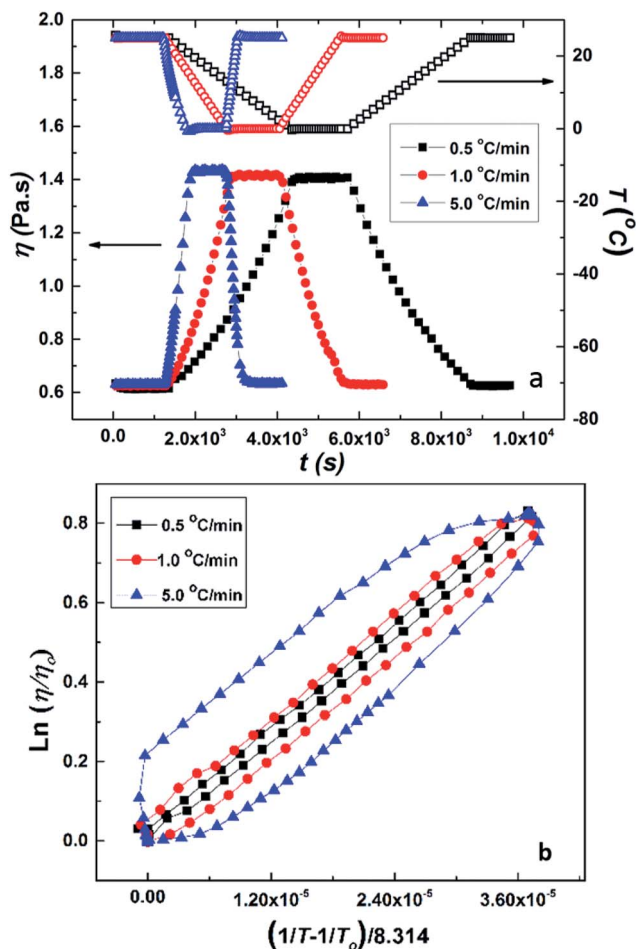 2.0
1.8
1.6
1.4
1.2
1.0
0.8
0.6
η (Pa.s)
20
0
-20
-40
-60
-80
T (°C)
0.5 °C/min
1.0 °C/min
5.0 °C/min
a
0.0 2.0x10³ 4.0x10³ 6.0x10³ 8.0x10³ 1.0x10⁴
t (s)
0.5 °C/min
1.0 °C/min
5.0 °C/min
0.8
0.6
0.4
0.2
0.0
Ln (η/ηₒ)
b
0.00 1.20x10⁻⁵ 2.40x10⁻⁵ 3.60x10⁻⁵
(1/T-1/Tₒ)/8.314